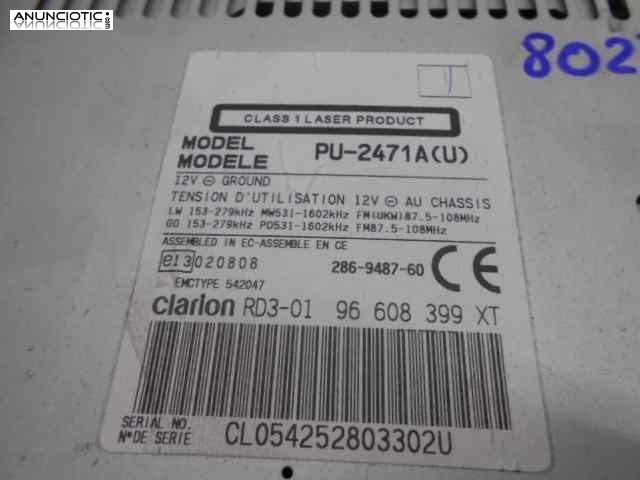 ANUNCIOTIC.com
802
CLASS 1 LASER PRODUCT
MODEL
MODELE
PU-2471A(U)
12V ⊖ GROUND
TENSION D'UTILISATION 12V ⊖ AU CHASSIS
LW 153-279kHz MW531-1602kHz FM(UKW)87.5-108MHz
GO 153-279kHz PO531-1602kHz FM87.5-108MHz
ASSEMBLED IN EC-ASSEMBLE EN CE
e13 020808
286-9487-60 CE
EMCTYPE 542047
clarion RD3-01 96 608 399 XT
SERIAL NO.
N° DE SERIE
CL054252803302U